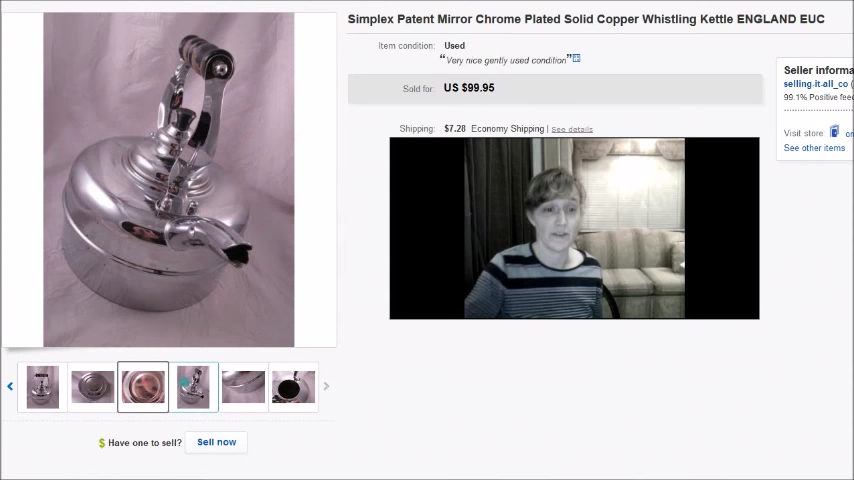 Simplex Patent Mirror Chrome Plated Solid Copper Whistling Kettle ENGLAND EUC
Item condition: Used
“Very nice gently used condition”
Sold for: US $99.95
Shipping: $7.28 Economy Shipping | See details
Seller informa
selling-it-all_co (
99.1% Positive fee
Visit store: on
See other items
$ Have one to sell? Sell now